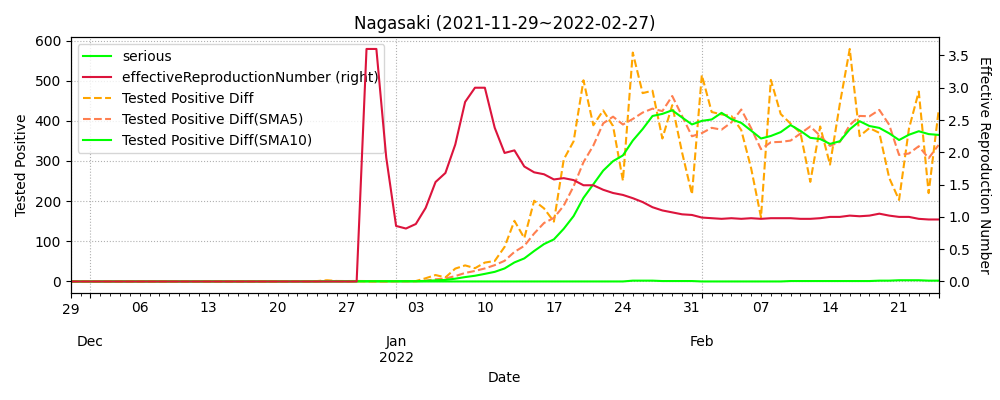 Nagasaki (2021-11-29~2022-02-27)
serious
effectiveReproductionNumber (right)
Tested Positive Diff
Tested Positive Diff(SMA5)
Tested Positive Diff(SMA10)
Tested Positive
600
500
400
300
200
100
0
3.5
3.0
2.5
2.0
1.5
1.0
0.5
0.0
Effective Reproduction Number
29 06 13 20 27 03 10 17 24 31 07 14 21
Dec Jan Feb
2022
Date